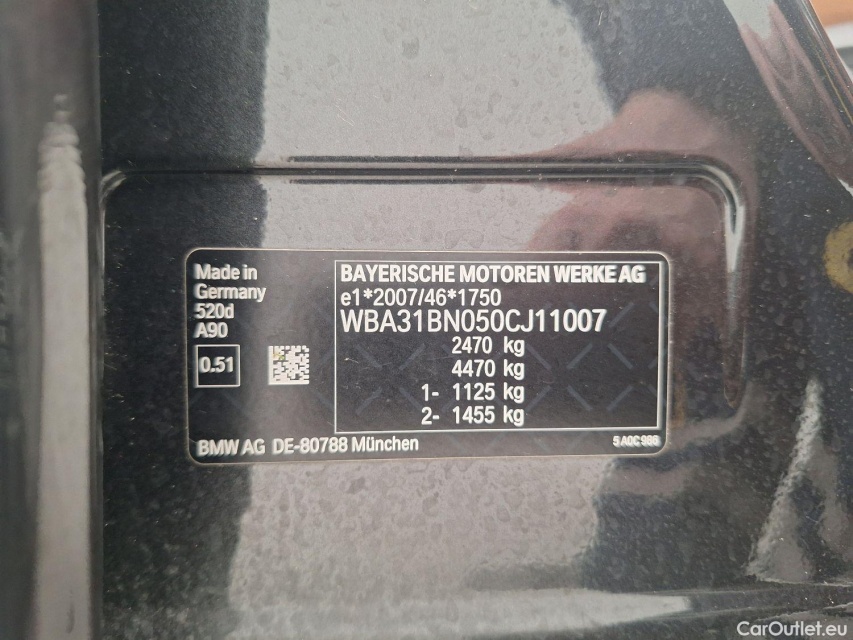 Made in
Germany
520d
A90
0.51
BAYERISCHE MOTOREN WERKE AG
e1*2007/46*1750
WBA31BN050CJ11007
2470 kg
4470 kg
1- 1125 kg
2- 1455 kg
BMW AG DE-80788 München
5 A0C 986
CarOutlet.eu